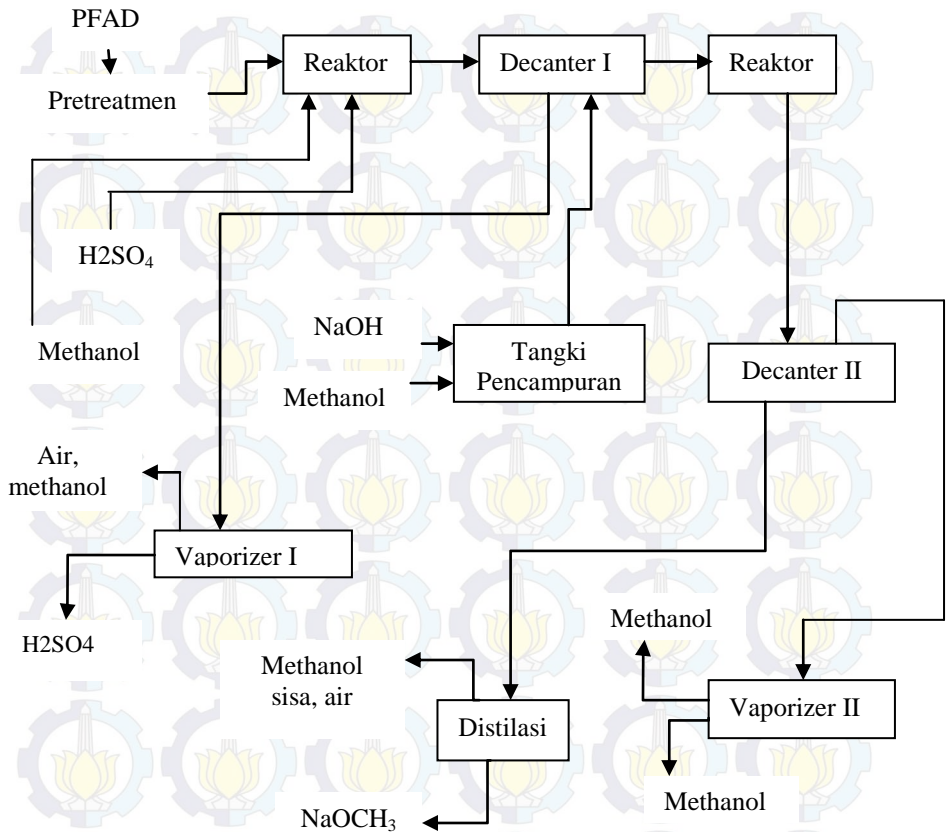 PFAD
Pretreatmen
Reaktor
Decanter I
Reaktor
H2SO₄
Methanol
NaOH
Methanol
Tangki
Pencampuran
Decanter II
Air,
methanol
Vaporizer I
H2SO4
Methanol
sisa, air
Distilasi
NaOCH₃
Methanol
Vaporizer II
Methanol